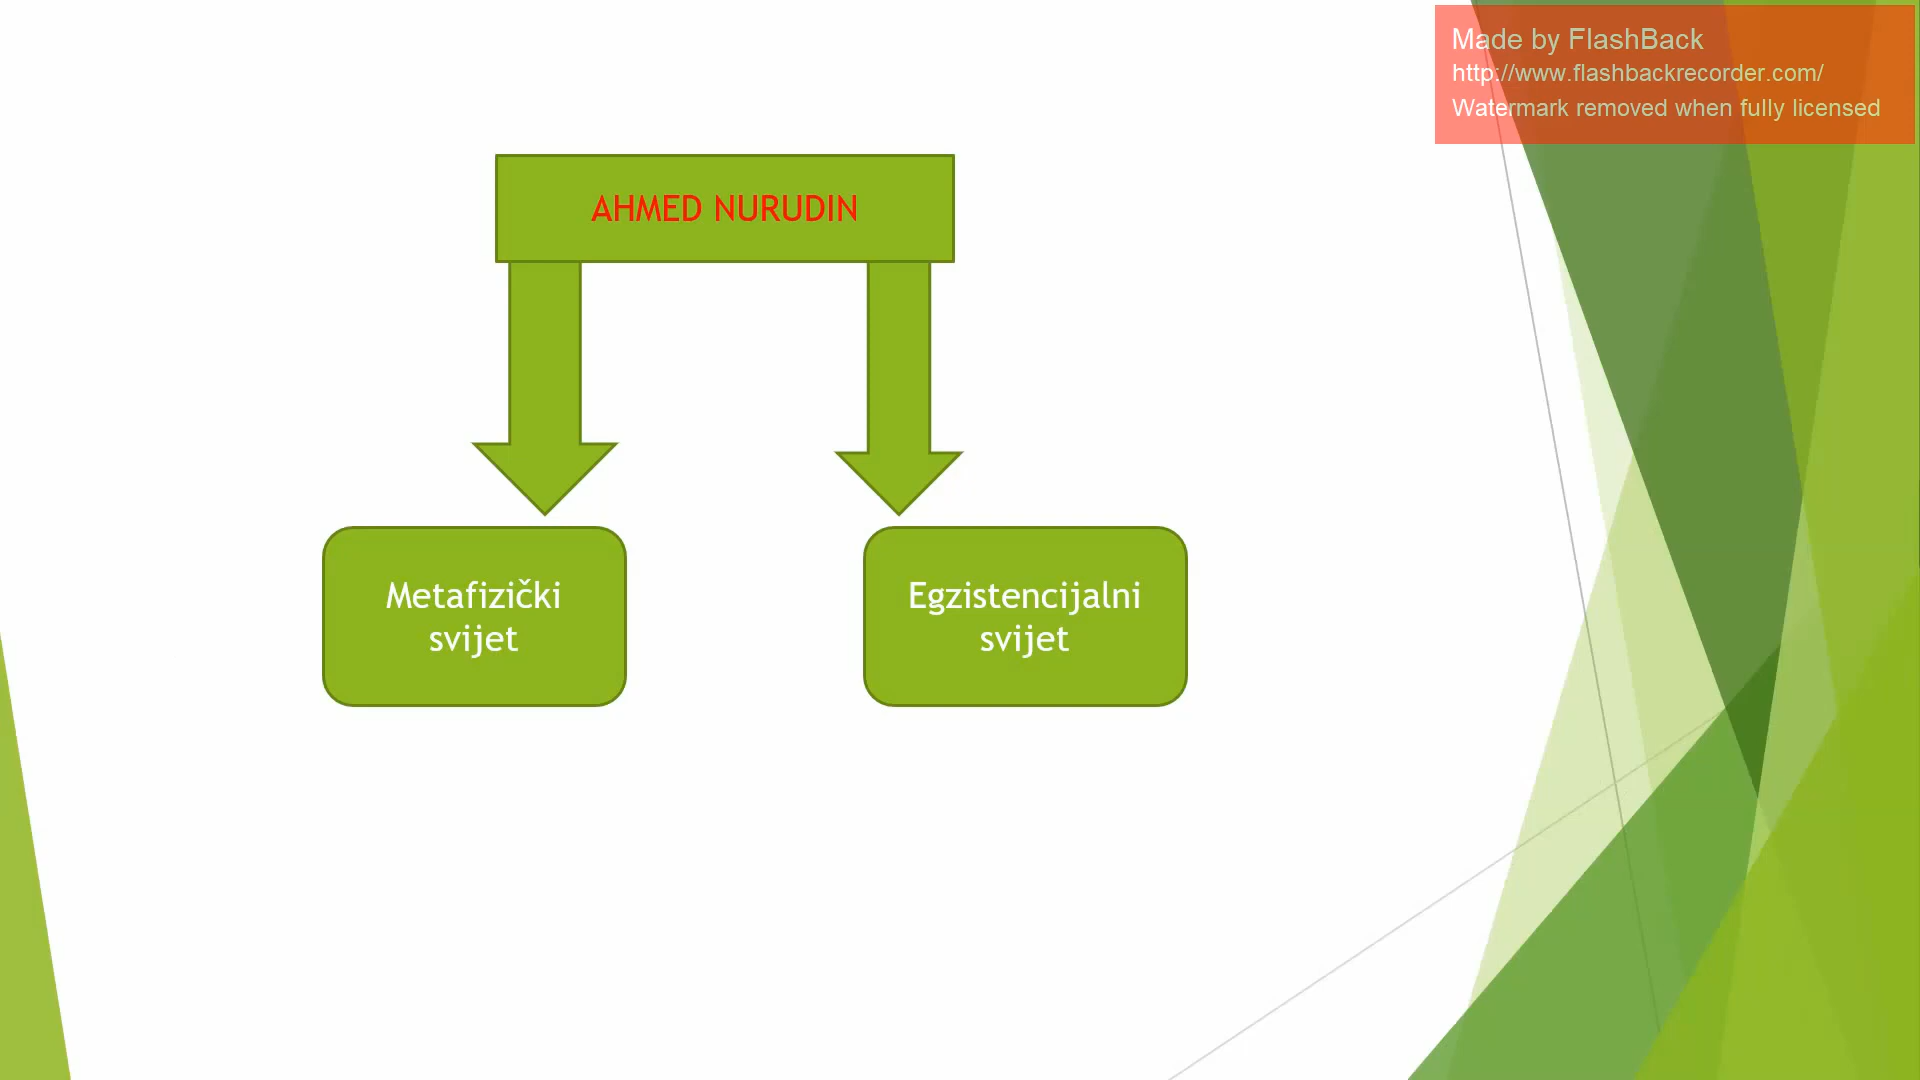 Made by FlashBack
http://www.flashbackrecorder.com/
Watermark removed when fully licensed
AHMED NURUDIN
Metafizički
svijet
Egzistencijalni
svijet